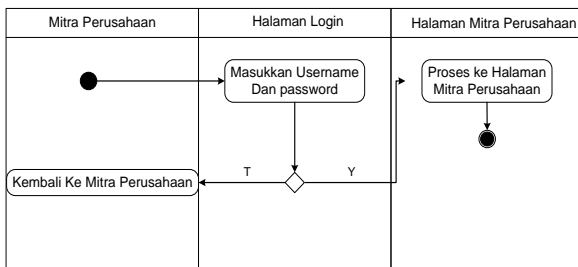 Mitra Perusahaan
Halaman Login
Halaman Mitra Perusahaan
Masukkan Username
Dan password
Proses ke Halaman
Mitra Perusahaan
Kembali Ke Mitra Perusahaan
T
Y